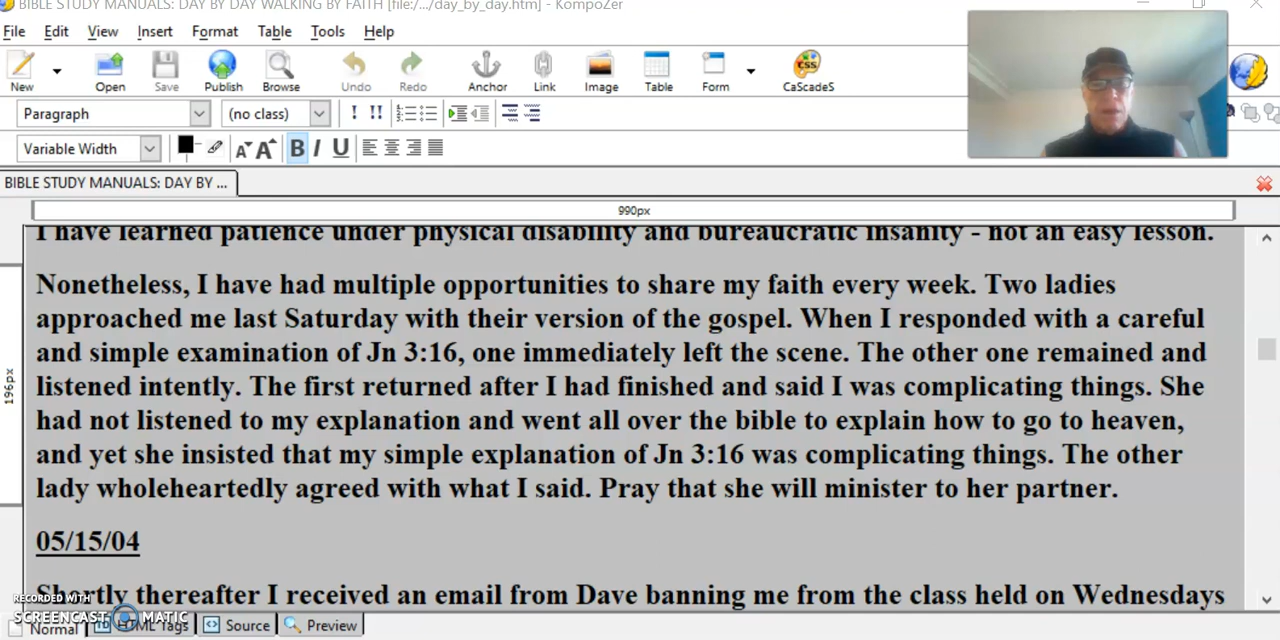 BIBLE STUDY MANUALS: DAY BY DAY WALKING BY FAITH [file:/.../day_by_day.htm] - KompoZer
File Edit View Insert Format Table Tools Help
New Open Save Publish Browse Undo Redo Anchor Link Image Table Form CaScadeS
Paragraph (no class)
Variable Width B I U
BIBLE STUDY MANUALS: DAY BY ...
990px
196px
I have learned patience under physical disability and bureaucratic insanity - not an easy lesson.
Nonetheless, I have had multiple opportunities to share my faith every week. Two ladies
approached me last Saturday with their version of the gospel. When I responded with a careful
and simple examination of Jn 3:16, one immediately left the scene. The other one remained and
listened intently. The first returned after I had finished and said I was complicating things. She
had not listened to my explanation and went all over the bible to explain how to go to heaven,
and yet she insisted that my simple explanation of Jn 3:16 was complicating things. The other
lady wholeheartedly agreed with what I said. Pray that she will minister to her partner.
05/15/04
Shortly thereafter I received an email from Dave banning me from the class held on Wednesdays
RECORDED WITH
SCREENCAST MATIC
Normal HTML Tags Source Preview